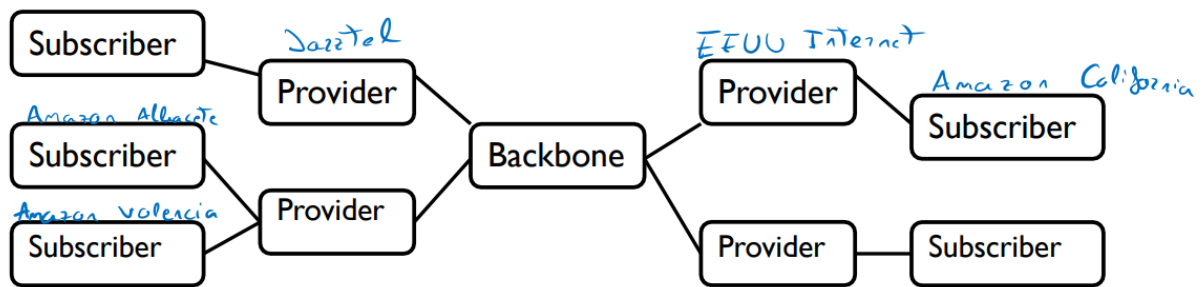 Subscriber
Jazztel
Provider
Amazon Albacete
Subscriber
Amazon Valencia
Subscriber
Provider
Backbone
EEUU Internet
Provider
Amazon California
Subscriber
Provider
Subscriber